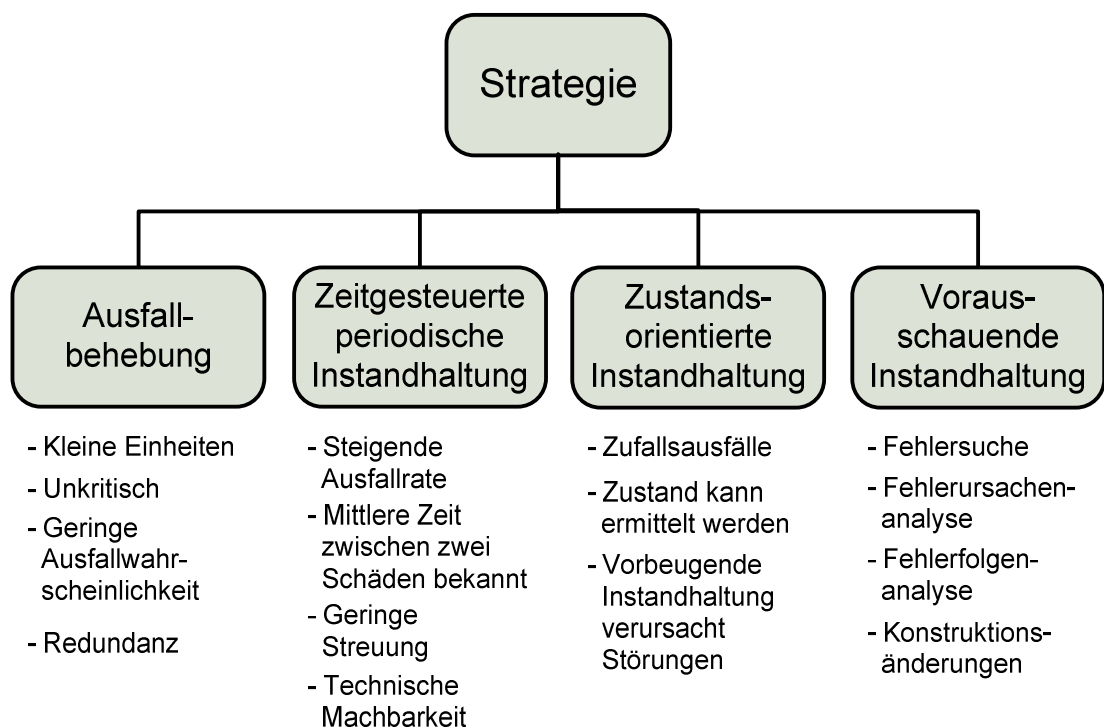 Strategie
Ausfall-
behebung
- Kleine Einheiten
- Unkritisch
- Geringe
Ausfallwahr-
scheinlichkeit
- Redundanz
Zeitgesteuerte
periodische
Instandhaltung
- Steigende
Ausfallrate
- Mittlere Zeit
zwischen zwei
Schäden bekannt
- Geringe
Streuung
- Technische
Machbarkeit
Zustands-
orientierte
Instandhaltung
- Zufallsausfälle
- Zustand kann
ermittelt werden
- Vorbeugende
Instandhaltung
verursacht
Störungen
Voraus-
schauende
Instandhaltung
- Fehlersuche
- Fehlerursachen-
analyse
- Fehlerfolgen-
analyse
- Konstruktions-
änderungen